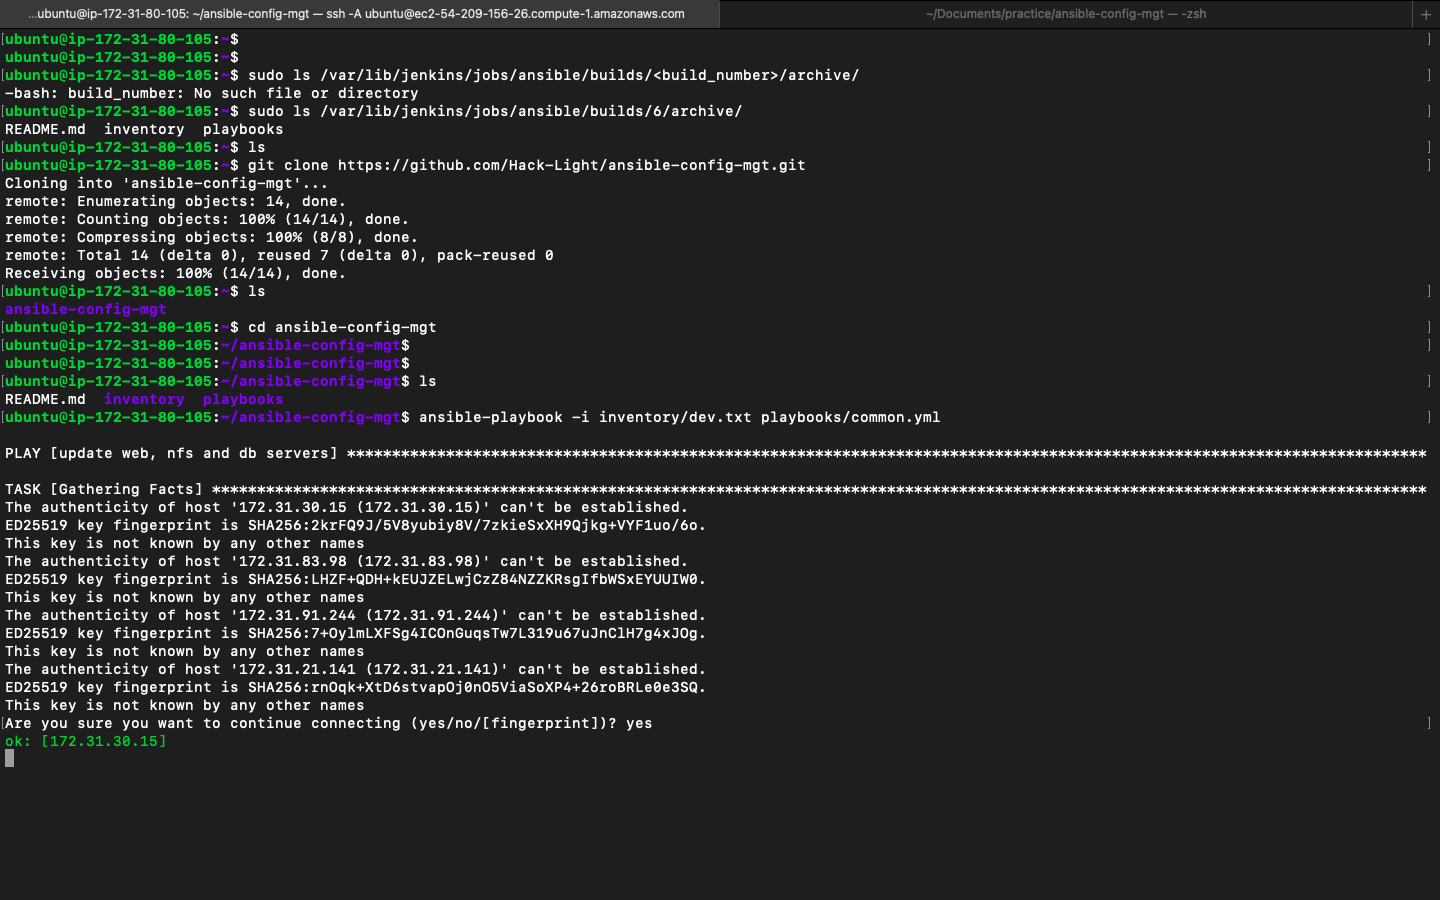 ...ubuntu@ip-172-31-80-105: ~/ansible-config-mgt — ssh -A ubuntu@ec2-54-209-156-26.compute-1.amazonaws.com
~/Documents/practice/ansible-config-mgt — -zsh
+
[ubuntu@ip-172-31-80-105:~$ ]
ubuntu@ip-172-31-80-105:~$
[ubuntu@ip-172-31-80-105:~$ sudo ls /var/lib/jenkins/jobs/ansible/builds/<build_number>/archive/ ]
-bash: build_number: No such file or directory
[ubuntu@ip-172-31-80-105:~$ sudo ls /var/lib/jenkins/jobs/ansible/builds/6/archive/ ]
README.md  inventory  playbooks
[ubuntu@ip-172-31-80-105:~$ ls ]
[ubuntu@ip-172-31-80-105:~$ git clone https://github.com/Hack-Light/ansible-config-mgt.git ]
Cloning into 'ansible-config-mgt'...
remote: Enumerating objects: 14, done.
remote: Counting objects: 100% (14/14), done.
remote: Compressing objects: 100% (8/8), done.
remote: Total 14 (delta 0), reused 7 (delta 0), pack-reused 0
Receiving objects: 100% (14/14), done.
[ubuntu@ip-172-31-80-105:~$ ls ]
ansible-config-mgt
[ubuntu@ip-172-31-80-105:~$ cd ansible-config-mgt ]
[ubuntu@ip-172-31-80-105:~/ansible-config-mgt$ ]
ubuntu@ip-172-31-80-105:~/ansible-config-mgt$
[ubuntu@ip-172-31-80-105:~/ansible-config-mgt$ ls ]
README.md  inventory  playbooks
[ubuntu@ip-172-31-80-105:~/ansible-config-mgt$ ansible-playbook -i inventory/dev.txt playbooks/common.yml ]
PLAY [update web, nfs and db servers] ************************************************************************************************************************
TASK [Gathering Facts] ***************************************************************************************************************************************
The authenticity of host '172.31.30.15 (172.31.30.15)' can't be established.
ED25519 key fingerprint is SHA256:2krFQ9J/5V8yubiy8V/7zkieSxXH9Qjkg+VYF1uo/6o.
This key is not known by any other names
The authenticity of host '172.31.83.98 (172.31.83.98)' can't be established.
ED25519 key fingerprint is SHA256:LHZF+QDH+kEUJZELwjCzZ84NZZKRsgIfbWSxEYUUIW0.
This key is not known by any other names
The authenticity of host '172.31.91.244 (172.31.91.244)' can't be established.
ED25519 key fingerprint is SHA256:7+OylmLXFSg4ICOnGuqsTw7L319u67uJnClH7g4xJOg.
This key is not known by any other names
The authenticity of host '172.31.21.141 (172.31.21.141)' can't be established.
ED25519 key fingerprint is SHA256:rnOqk+XtD6stvapOj0nO5ViaSoXP4+26roBRLe0e3SQ.
This key is not known by any other names
[Are you sure you want to continue connecting (yes/no/[fingerprint])? yes ]
ok: [172.31.30.15]